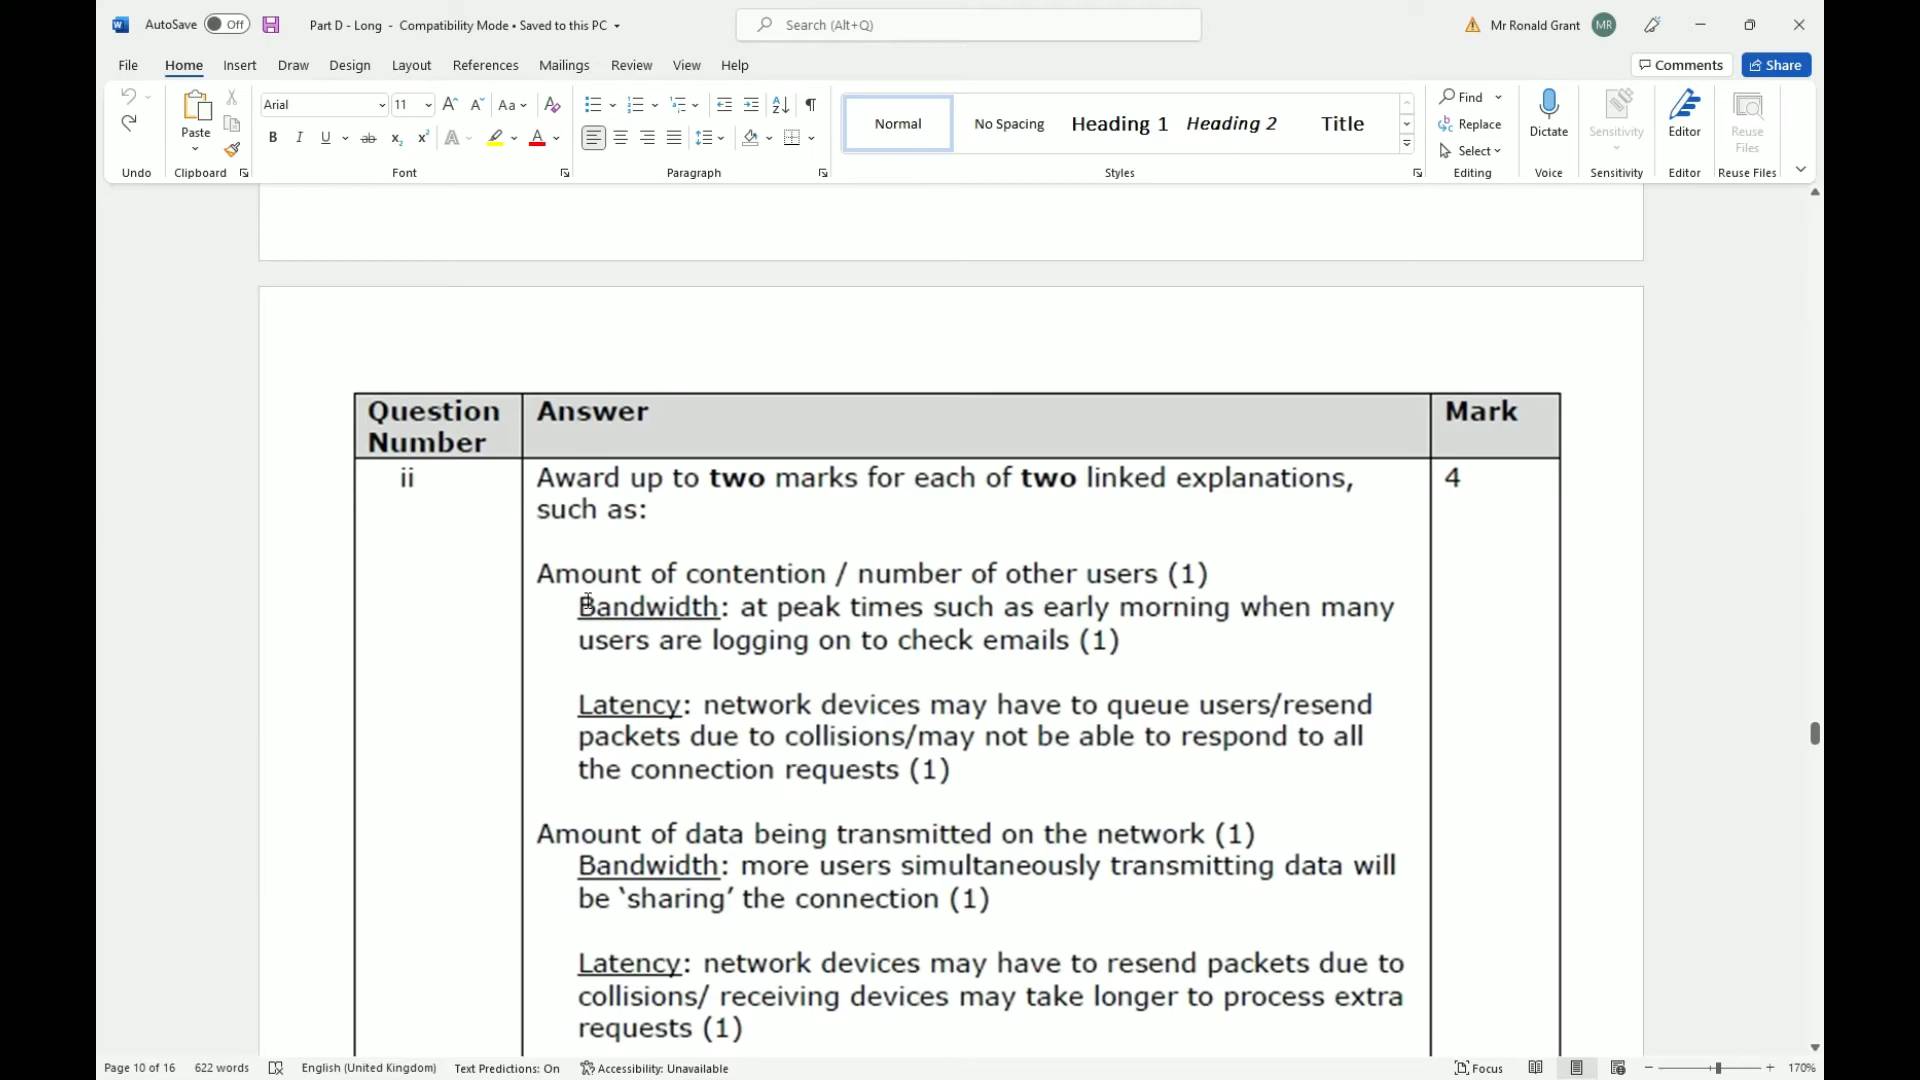 AutoSave Off Part D - Long - Compatibility Mode • Saved to this PC Search (Alt+Q) Mr Ronald Grant MR
File Home Insert Draw Design Layout References Mailings Review View Help Comments Share
Arial 11 Aa
Paste
B I U ab x₂ x² A A
Normal No Spacing Heading 1 Heading 2 Title
Find
Replace
Select
Dictate Sensitivity Editor Reuse Files
Undo Clipboard Font Paragraph Styles Editing Voice Sensitivity Editor Reuse Files
Question Number Answer Mark
ii Award up to two marks for each of two linked explanations, 4
such as:
Amount of contention / number of other users (1)
Bandwidth: at peak times such as early morning when many
users are logging on to check emails (1)
Latency: network devices may have to queue users/resend
packets due to collisions/may not be able to respond to all
the connection requests (1)
Amount of data being transmitted on the network (1)
Bandwidth: more users simultaneously transmitting data will
be ‘sharing’ the connection (1)
Latency: network devices may have to resend packets due to
collisions/ receiving devices may take longer to process extra
requests (1)
Page 10 of 16 622 words English (United Kingdom) Text Predictions: On Accessibility: Unavailable Focus 170%